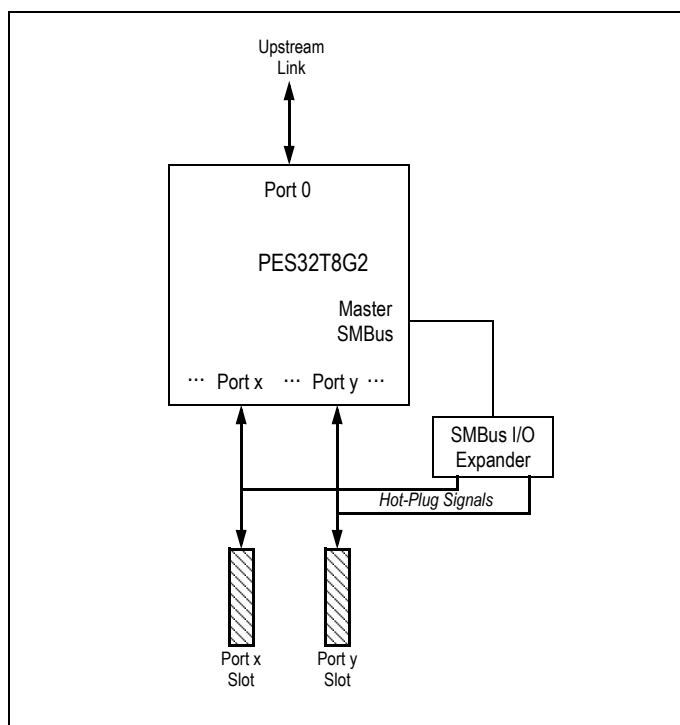 Upstream
Link
Port 0
PES32T8G2
Master
SMBus
··· Port x ··· Port y ···
SMBus I/O
Expander
Hot-Plug Signals
Port x
Slot
Port y
Slot